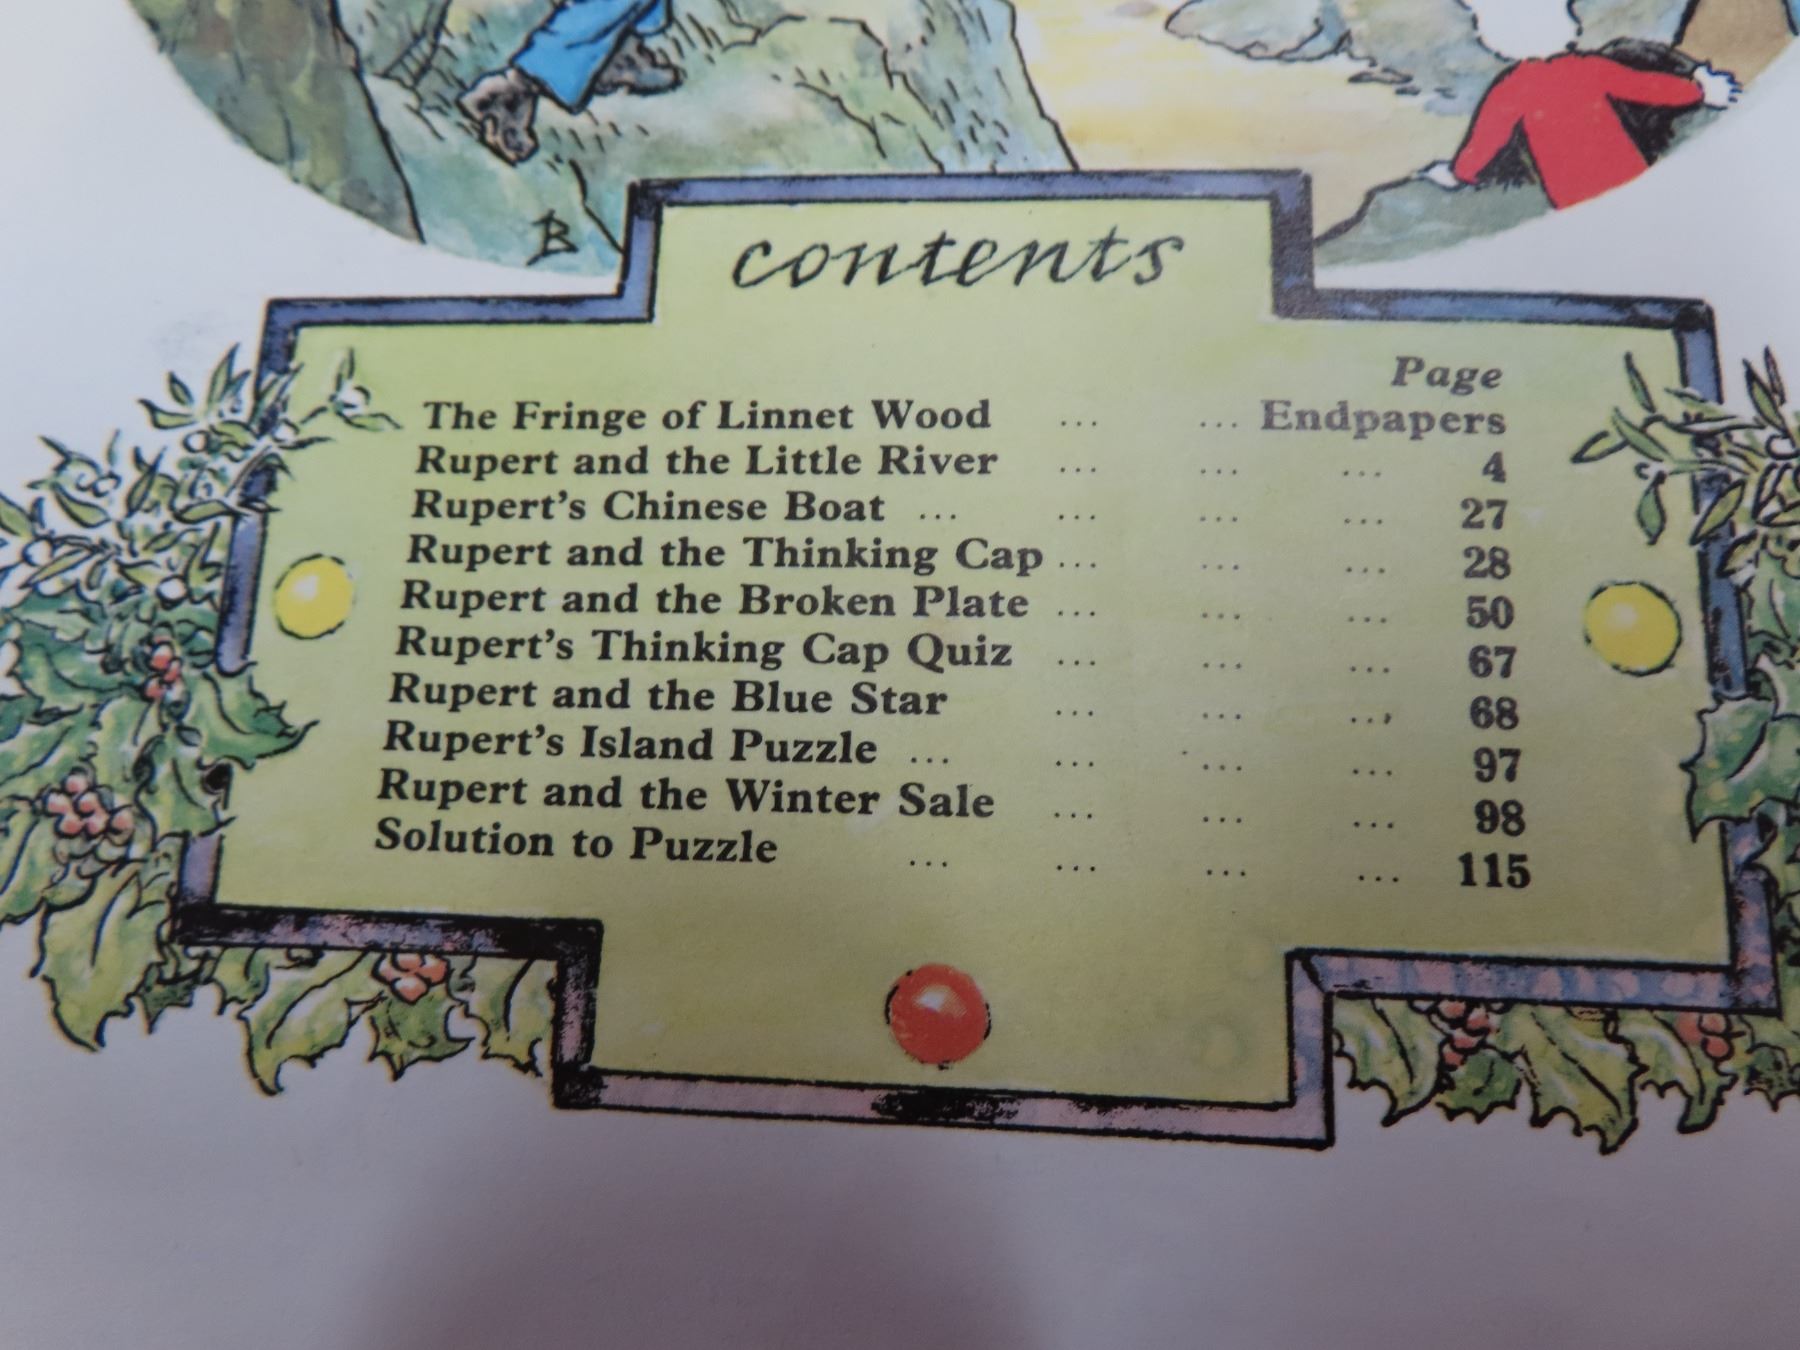 B
contents
Page
The Fringe of Linnet Wood ... ... Endpapers
Rupert and the Little River ... ... ... 4
Rupert's Chinese Boat ... ... ... ... 27
Rupert and the Thinking Cap ... ... ... 28
Rupert and the Broken Plate ... ... ... 50
Rupert's Thinking Cap Quiz ... ... ... 67
Rupert and the Blue Star ... ... ... 68
Rupert's Island Puzzle ... ... ... ... 97
Rupert and the Winter Sale ... ... ... 98
Solution to Puzzle ... ... ... ... 115